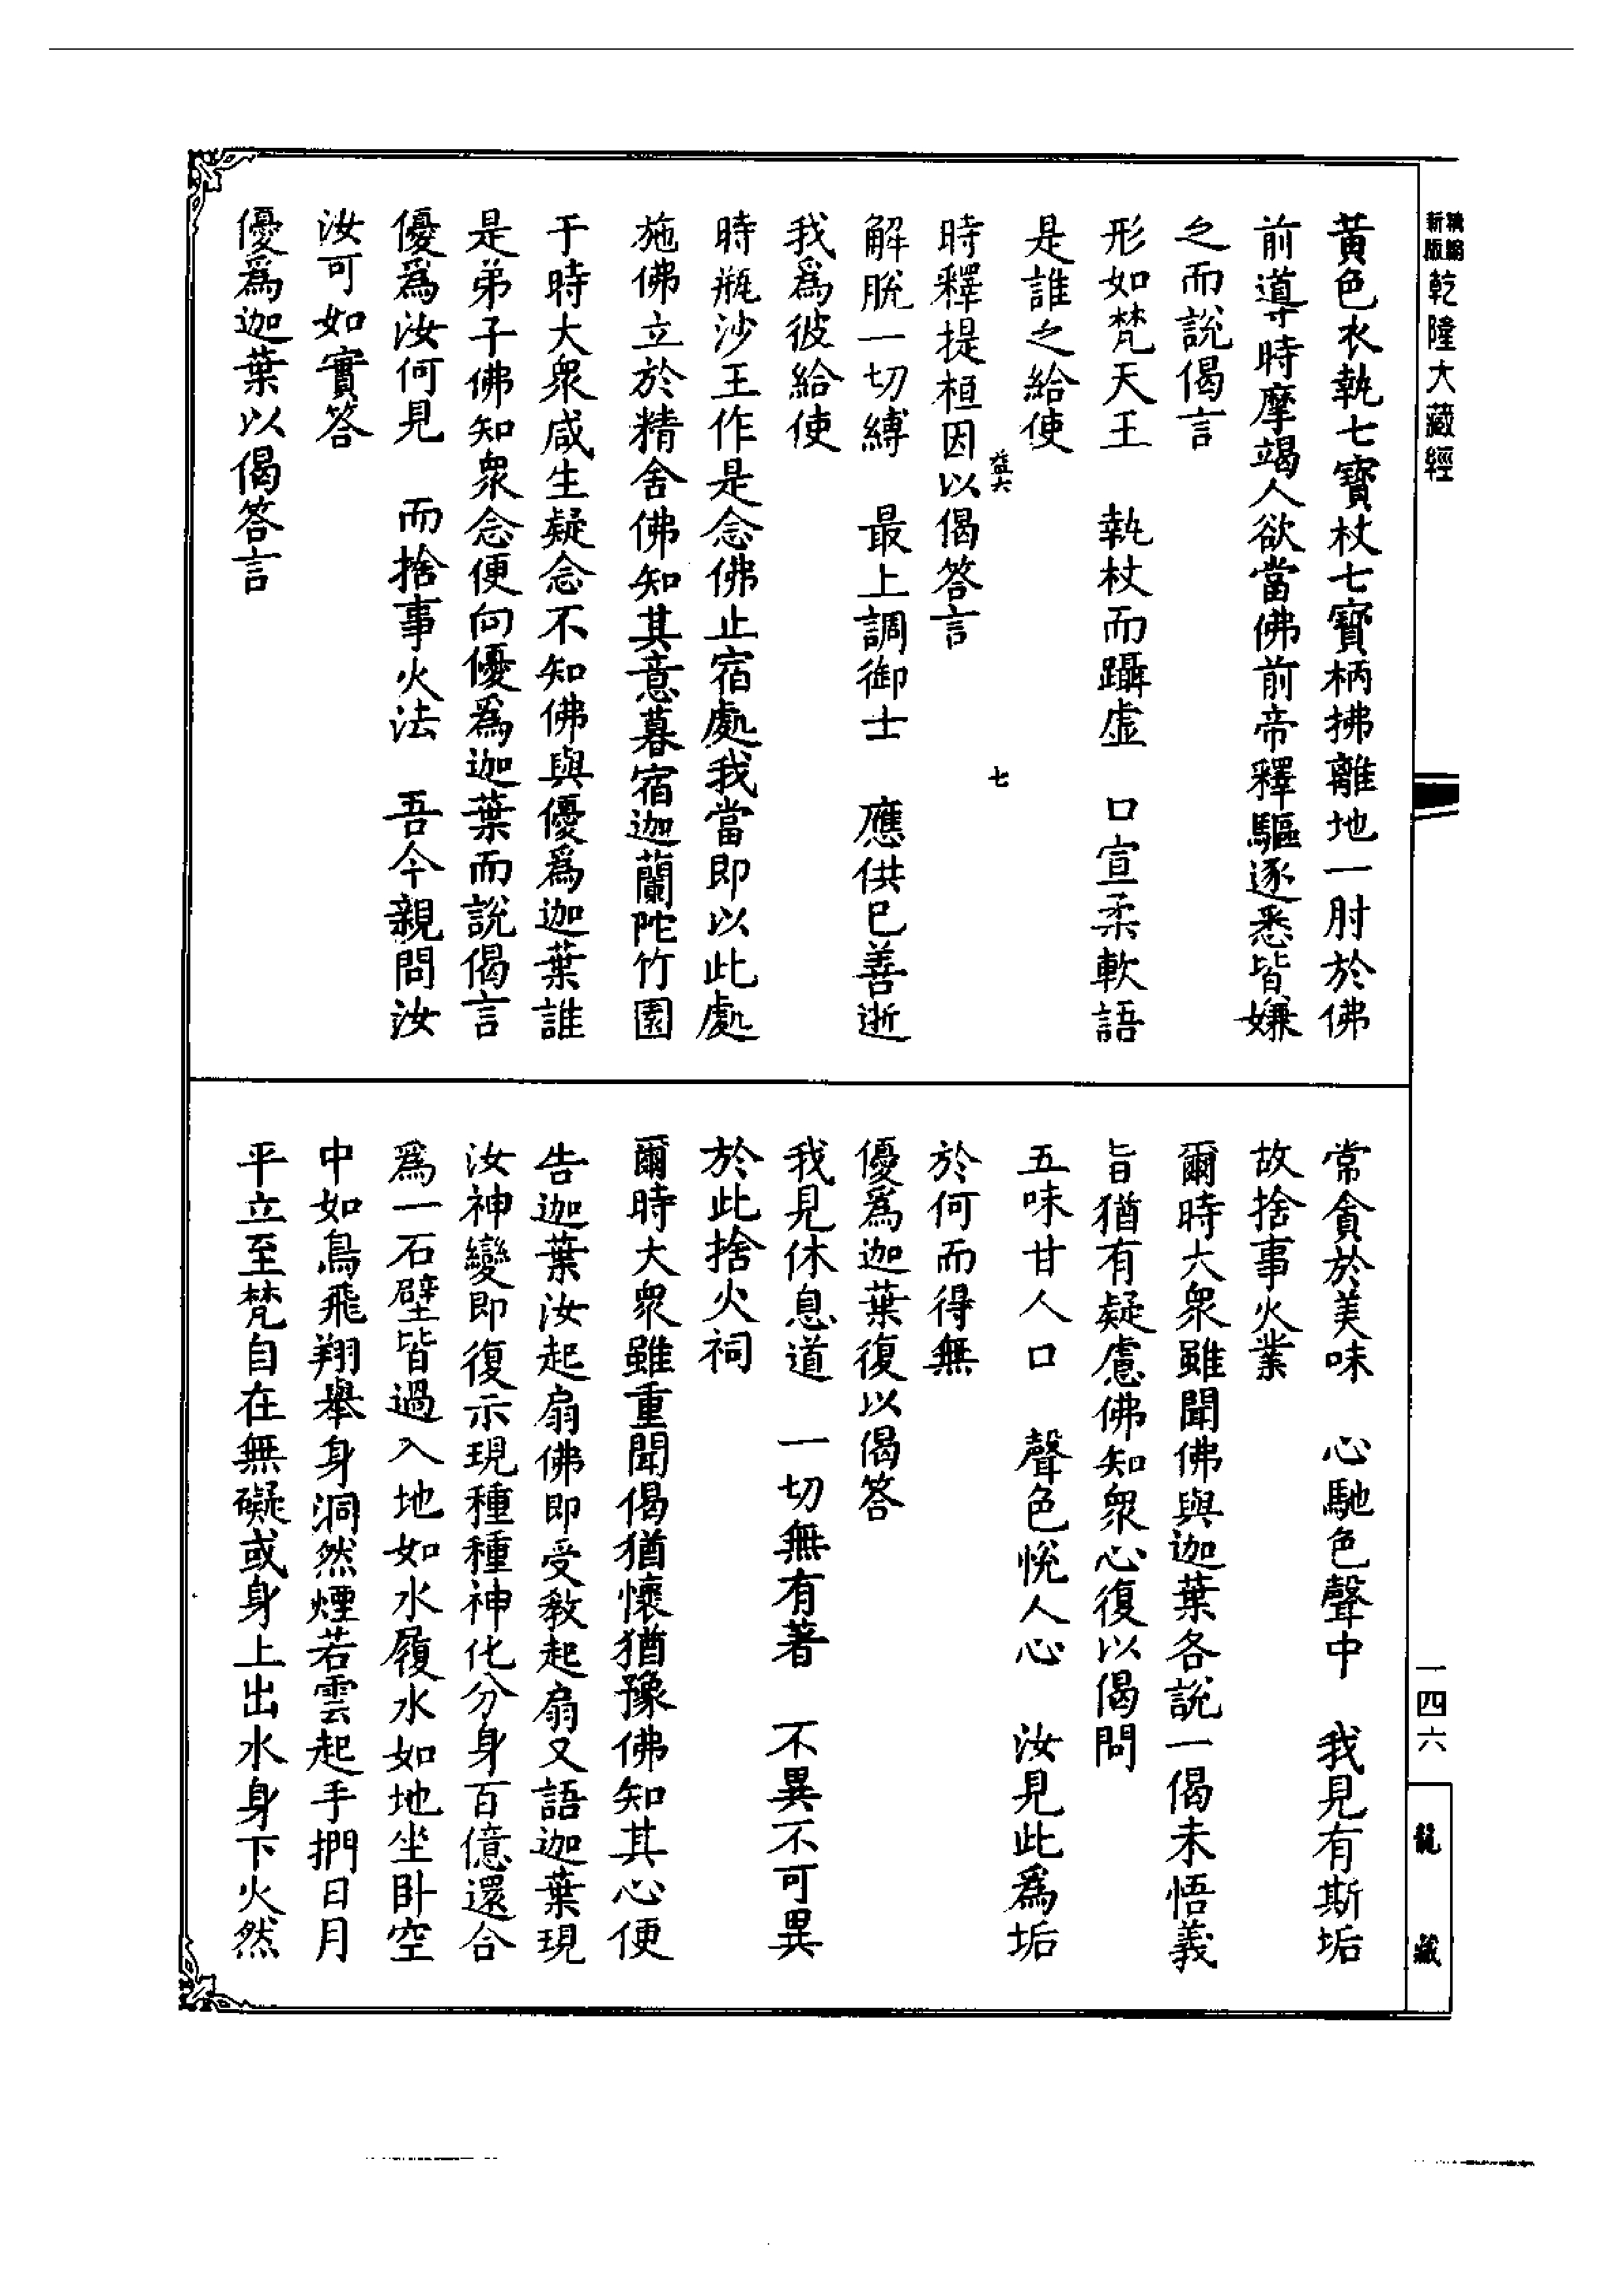 新版精縮乾隆大藏經
黃色衣執七寶杖七寶柄拂離地一肘於佛
前導時摩竭人欲當佛前帝釋驅逐悉皆嫌
之而說偈言
形如梵天王　執杖而躡虛　口宣柔軟語
是誰之給使
益六　七
時釋提桓因以偈答言
解脫一切縛　最上調御士　應供已善逝
我爲彼給使
時瓶沙王作是念佛止宿處我當即以此處
施佛立於精舍佛知其意暮宿迦蘭陀竹園
于時大眾咸生疑念不知佛與優爲迦葉誰
是弟子佛知眾念便向優爲迦葉而說偈言
優爲汝何見　而捨事火法　吾今親問汝
汝可如實答
優爲迦葉以偈答言
常貪於美味　心馳色聲中　我見有斯垢
故捨事火業
爾時大眾雖聞佛與迦葉各說一偈未悟義
旨猶有疑慮佛知眾心復以偈問
五味甘人口　聲色悅人心　汝見此爲垢
於何而得無
優爲迦葉復以偈答
我見休息道　一切無有著　不異不可異
於此捨火祠
爾時大眾雖重聞偈猶懷猶豫佛知其心便
告迦葉汝起扇佛即受教起扇又語迦葉現
汝神變即復示現種種神化分身百億還合
爲一石壁皆過入地如水履水如地坐臥空
中如鳥飛翔舉身洞然煙若雲起手捫日月
平立至梵自在無礙或身上出水身下火然
一四六
龍藏